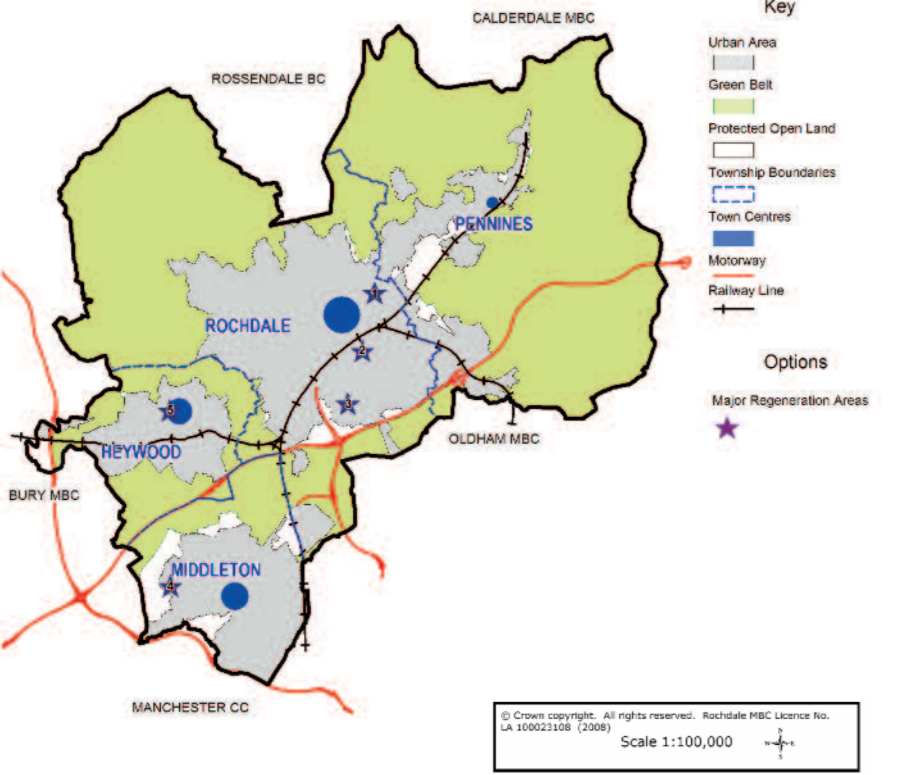 CALDERDALE MBC
Key
ROSSENDALE BC
Urban Area
Green Belt
Protected Open Land
Township Boundaries
Town Centres
Motorway
Railway Line
PENNINES
1
ROCHDALE
2
3
5
HEYWOOD
OLDHAM MBC
BURY MBC
MIDDLETON
4
MANCHESTER CC
Options
Major Regeneration Areas
© Crown copyright. All rights reserved. Rochdale MBC Licence No.
LA 100023108 (2008)
Scale 1:100,000
N
W E
S